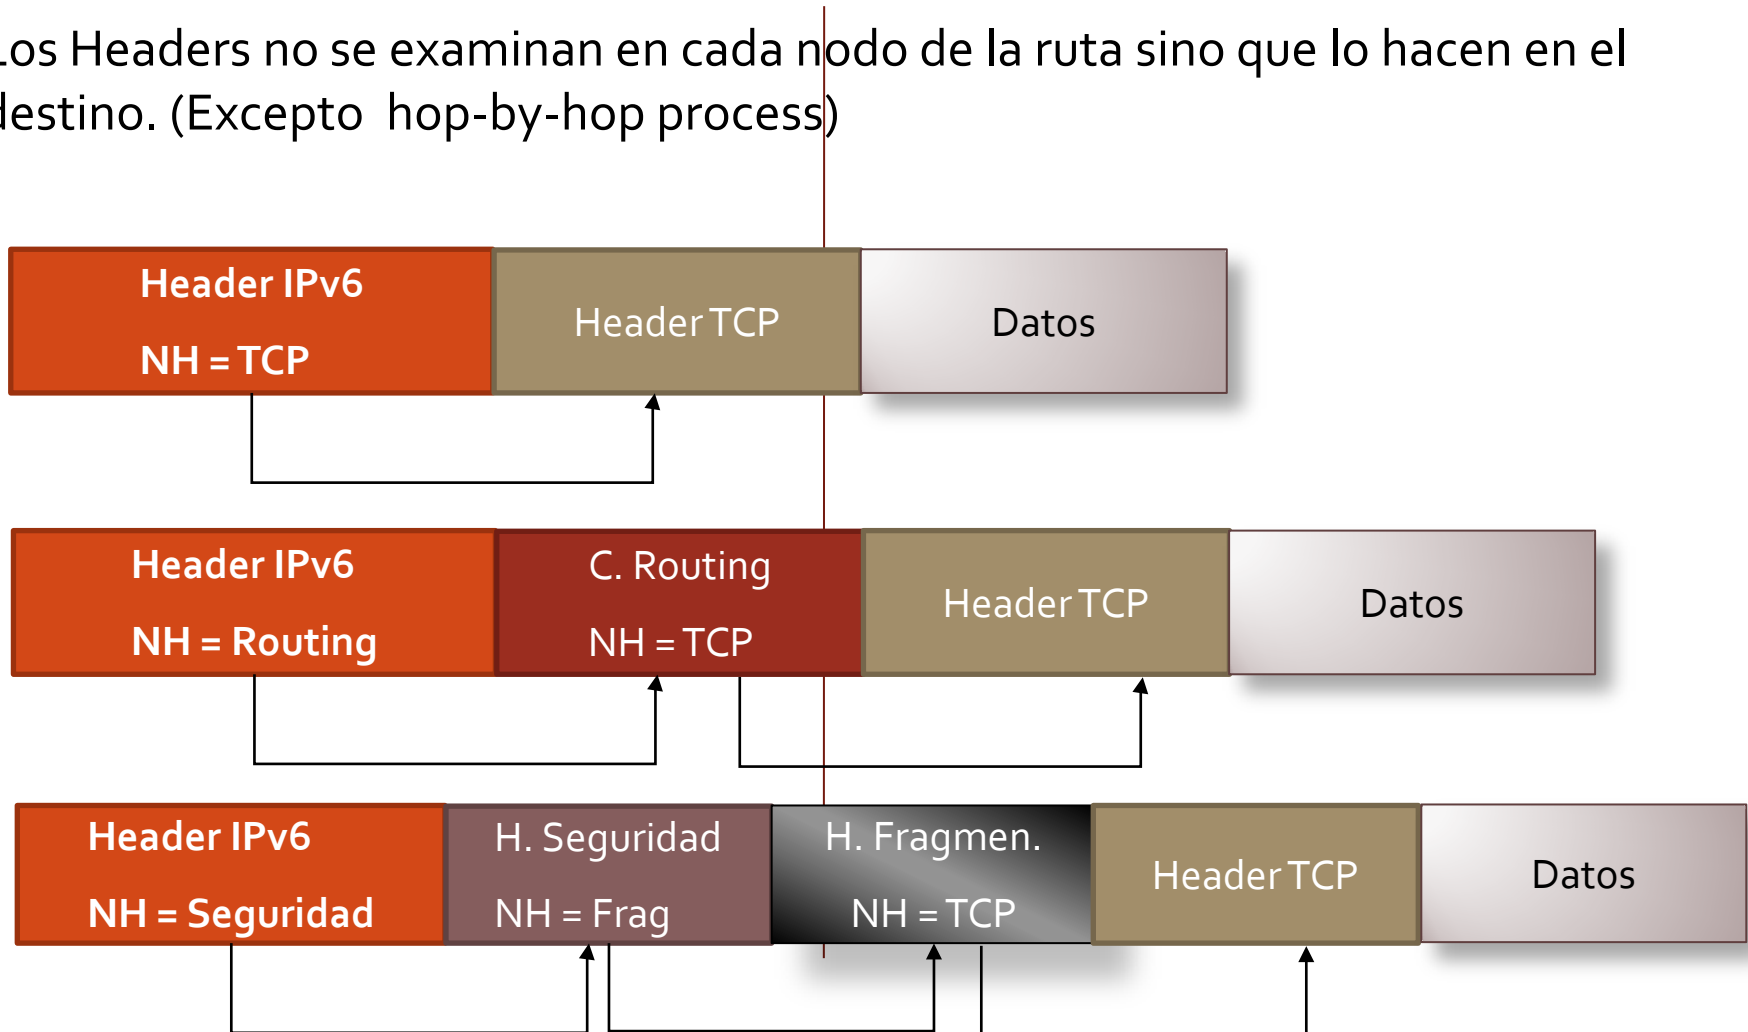 Los Headers no se examinan en cada nodo de la ruta sino que lo hacen en el
destino. (Excepto hop-by-hop process)
Header IPv6
NH = TCP
Header TCP
Datos
Header IPv6
NH = Routing
C. Routing
NH = TCP
Header TCP
Datos
Header IPv6
NH = Seguridad
H. Seguridad
NH = Frag
H. Fragmen.
NH = TCP
Header TCP
Datos